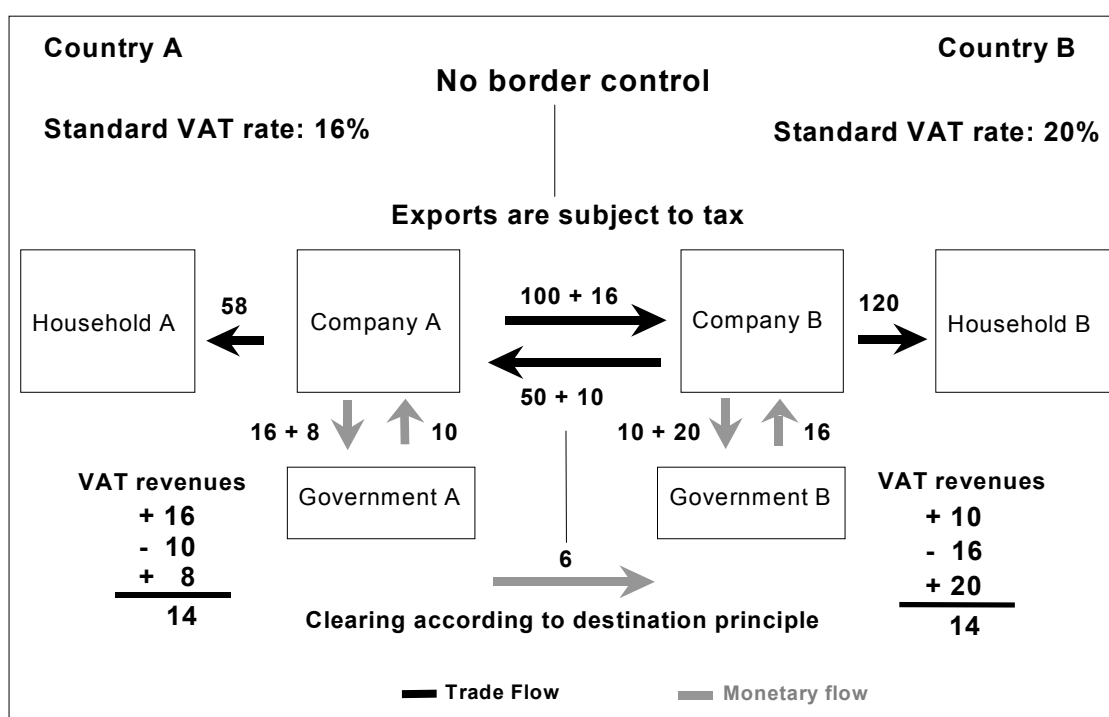 Country A
Country B
No border control
Standard VAT rate: 16%
Standard VAT rate: 20%
Exports are subject to tax
Household A
58
Company A
100 + 16
50 + 10
Company B
120
Household B
16 + 8
10
10 + 20
16
Government A
Government B
VAT revenues
+ 16
- 10
+ 8
14
6
VAT revenues
+ 10
- 16
+ 20
14
Clearing according to destination principle
Trade Flow
Monetary flow